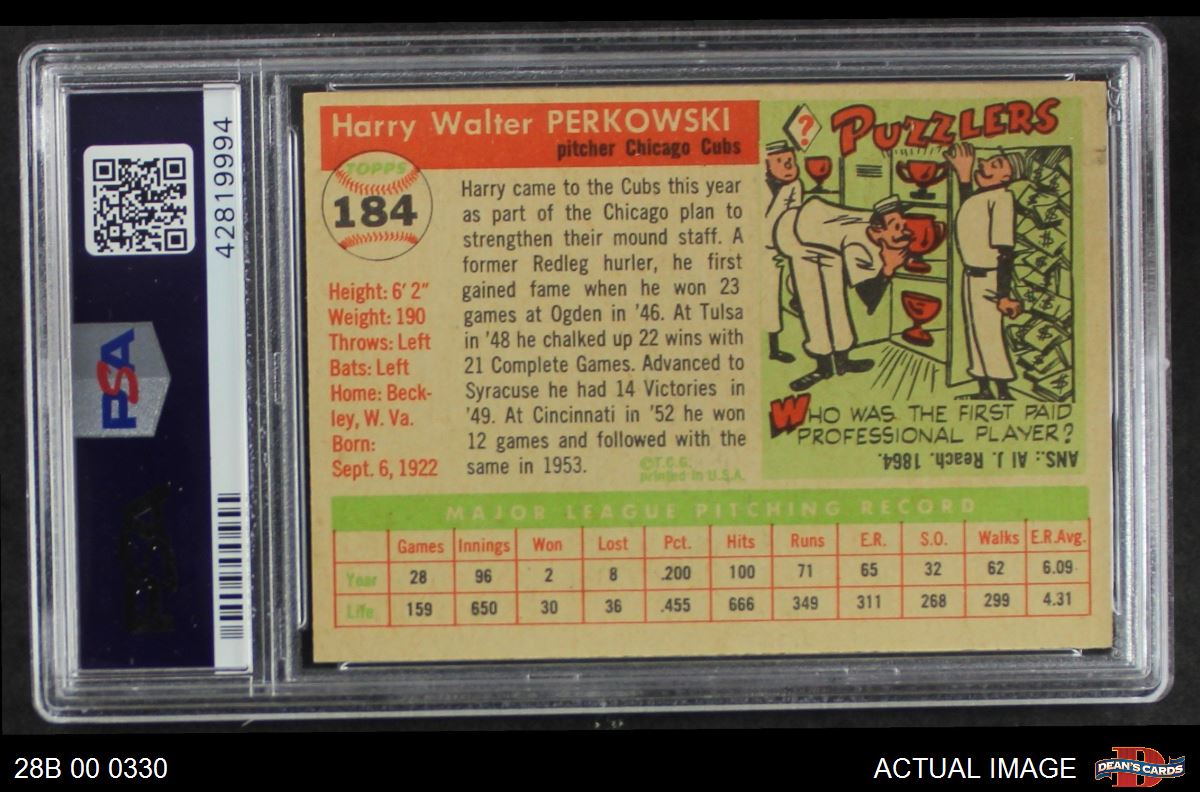 42819994
PSA
Harry Walter PERKOWSKI
pitcher Chicago Cubs
TOPPS
184
Height: 6' 2"
Weight: 190
Throws: Left
Bats: Left
Home: Beck-
ley, W. Va.
Born:
Sept. 6, 1922
Harry came to the Cubs this year
as part of the Chicago plan to
strengthen their mound staff. A
former Redleg hurler, he first
gained fame when he won 23
games at Ogden in '46. At Tulsa
in '48 he chalked up 22 wins with
21 Complete Games. Advanced to
Syracuse he had 14 Victories in
'49. At Cincinnati in '52 he won
12 games and followed with the
same in 1953.
©T.C.G.
printed in U.S.A.
? PUZZLERS
WHO WAS THE FIRST PAID
PROFESSIONAL PLAYER?
ANS.: Al J. Reach. 1864.
MAJOR LEAGUE PITCHING RECORD
Games Innings Won Lost Pct. Hits Runs E.R. S.O. Walks E.R.Avg.
Year 28 96 2 8 .200 100 71 65 32 62 6.09
Life 159 650 30 36 .455 666 349 311 268 299 4.31
28B 00 0330
ACTUAL IMAGE
DEAN'S CARDS